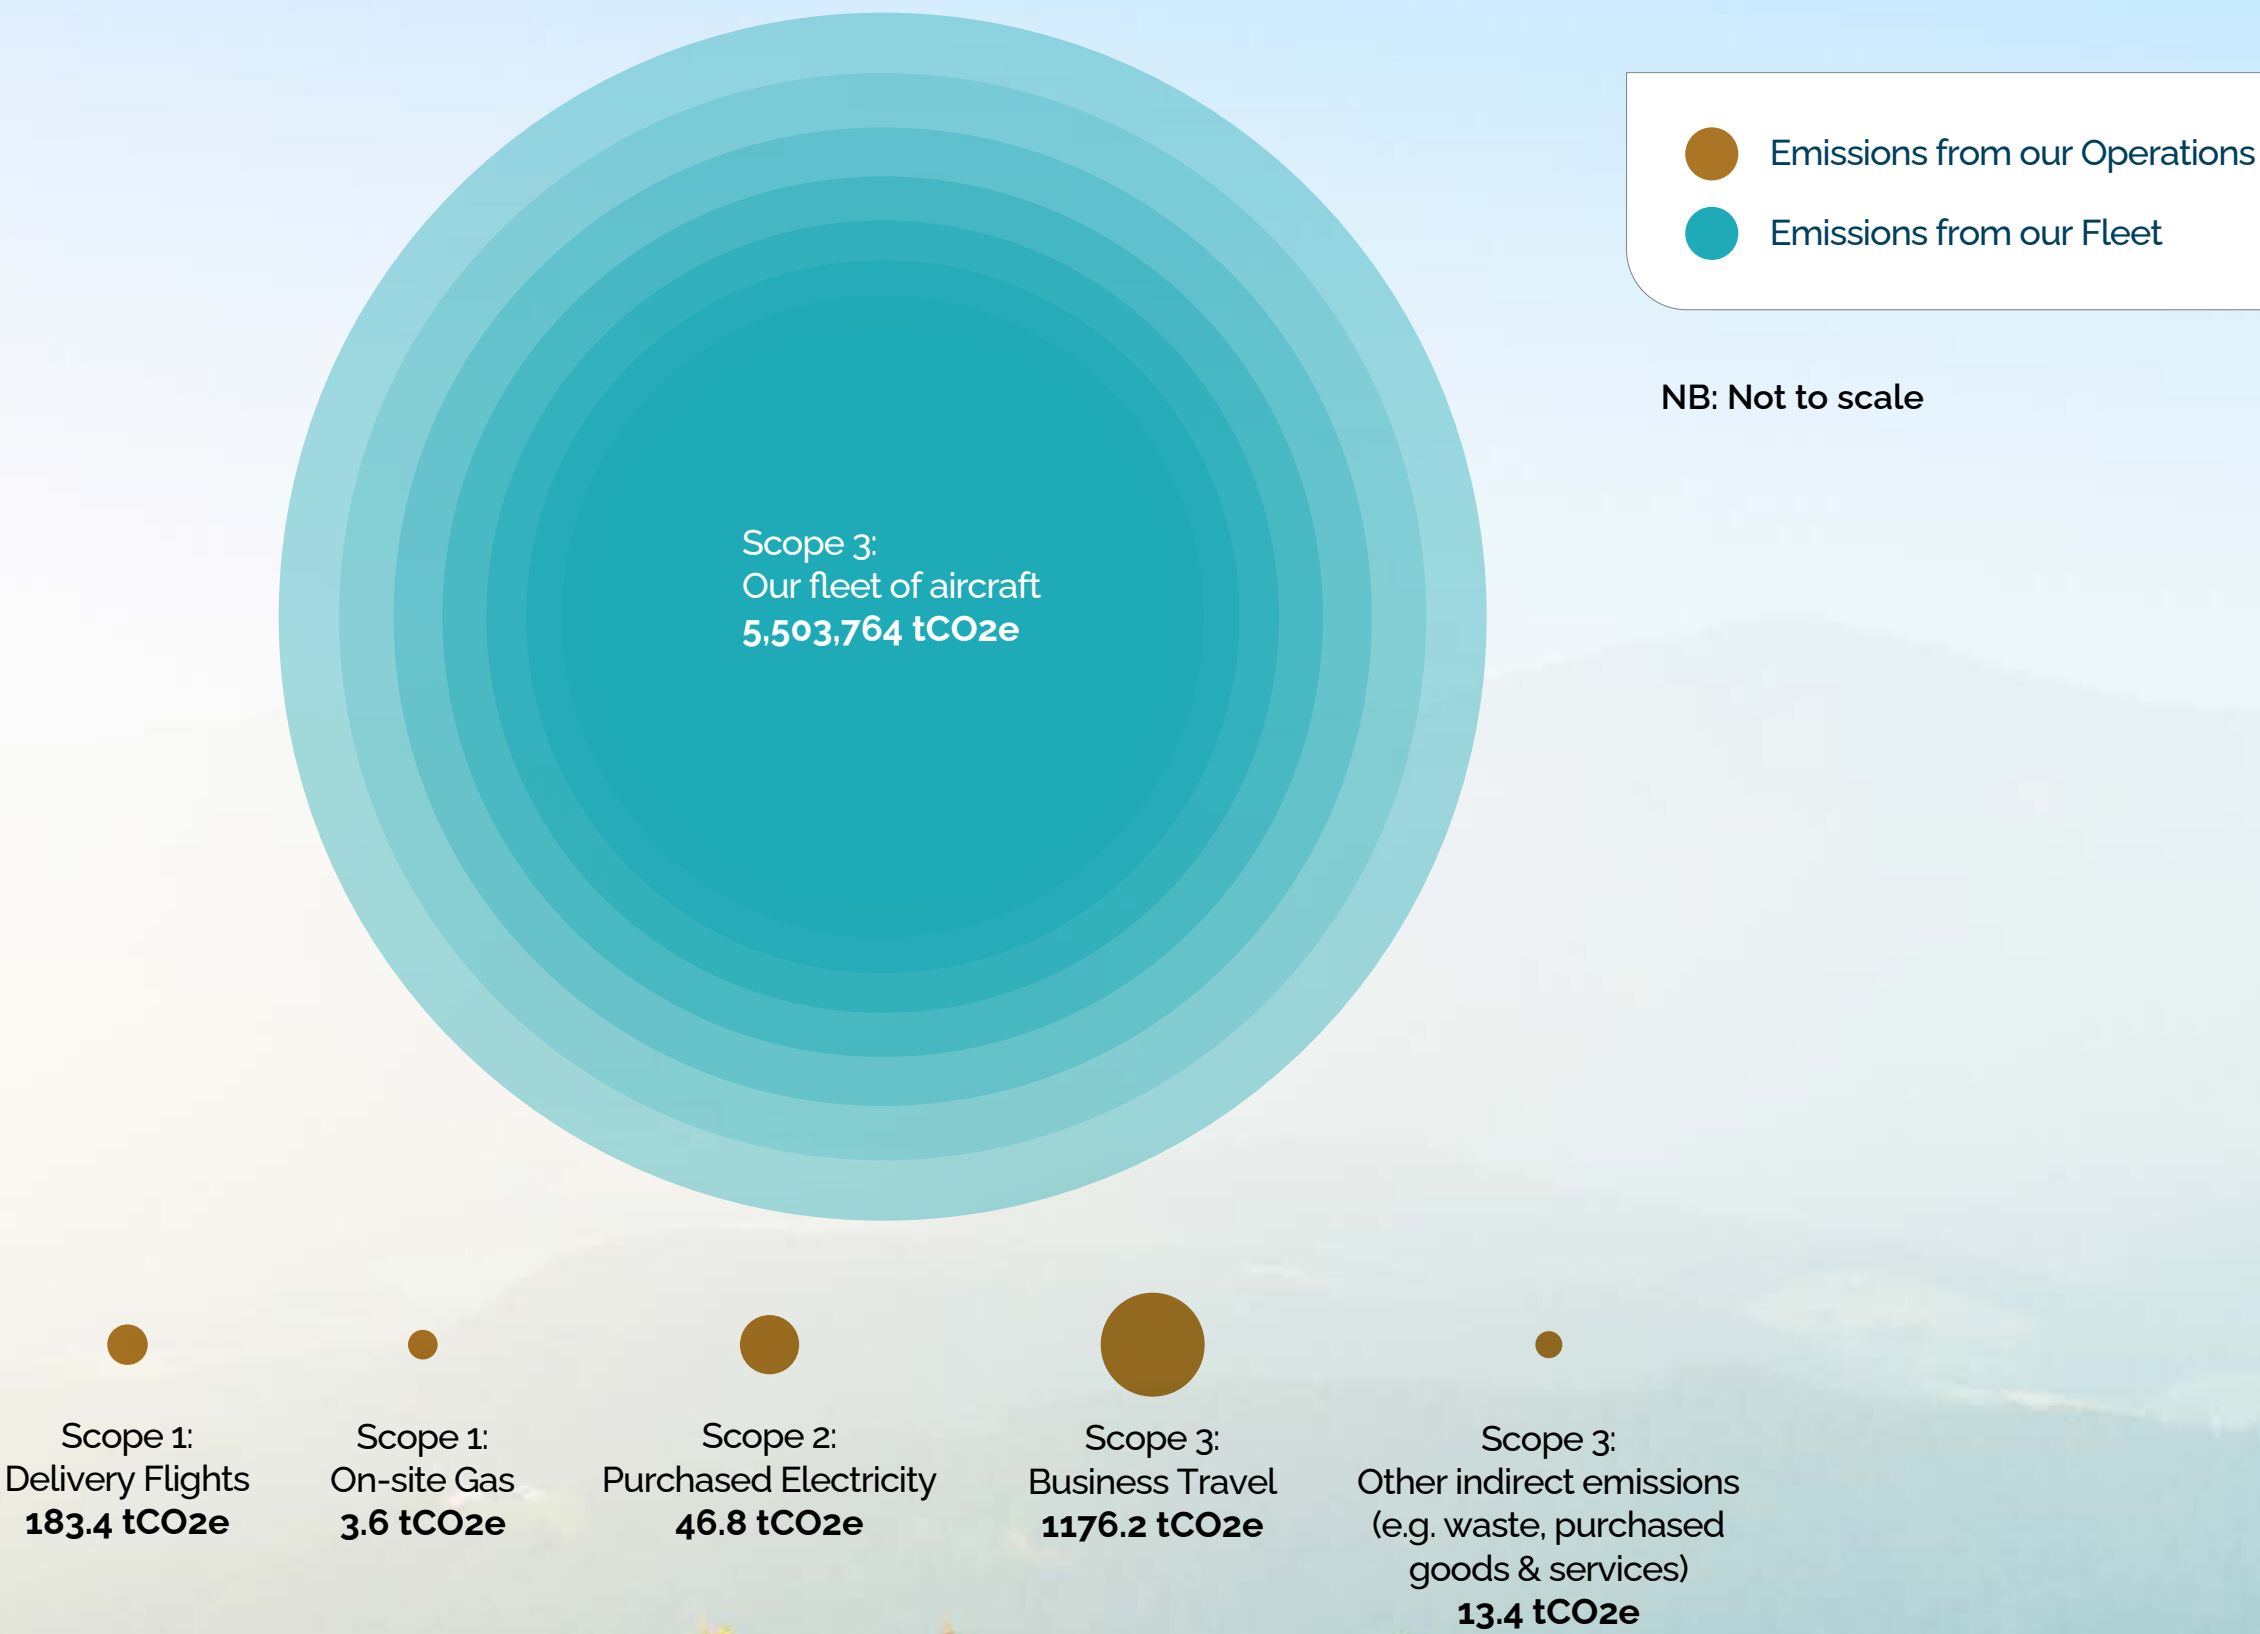 Emissions from our Operations
Emissions from our Fleet
NB: Not to scale
Scope 3:
Our fleet of aircraft
5,503,764 tCO2e
Scope 1:
Delivery Flights
183.4 tCO2e
Scope 1:
On-site Gas
3.6 tCO2e
Scope 2:
Purchased Electricity
46.8 tCO2e
Scope 3:
Business Travel
1176.2 tCO2e
Scope 3:
Other indirect emissions
(e.g. waste, purchased
goods & services)
13.4 tCO2e